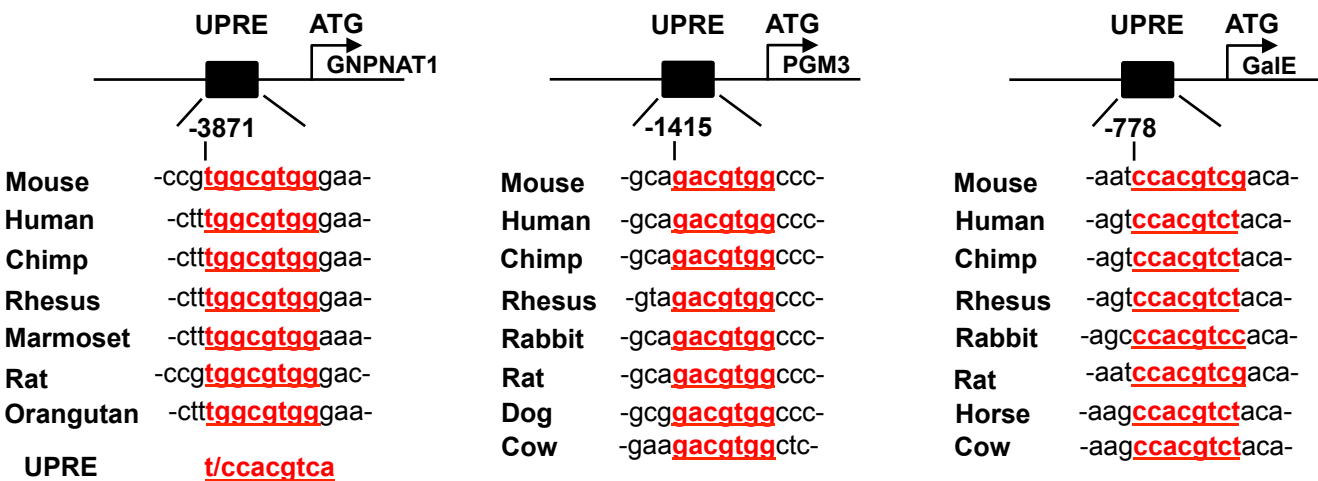 UPRE ATG
GNPNAT1
-3871
Mouse -ccgtggcgtgggaa-
Human -ctttggcgtgggaa-
Chimp -ctttggcgtgggaa-
Rhesus -ctttggcgtgggaa-
Marmoset -ctttggcgtggaaa-
Rat -ccgtggcgtgggac-
Orangutan -ctttggcgtgggaa-
UPRE t/ccacgtca
UPRE ATG
PGM3
-1415
Mouse -gcagacgtggccc-
Human -gcagacgtggccc-
Chimp -gcagacgtggccc-
Rhesus -gtagacgtggccc-
Rabbit -gcagacgtggccc-
Rat -gcagacgtggccc-
Dog -gcggacgtggccc-
Cow -gaagacgtggctc-
UPRE ATG
GalE
-778
Mouse -aatccacgtcgaca-
Human -agtccacgtctaca-
Chimp -agtccacgtctaca-
Rhesus -agtccacgtctaca-
Rabbit -agcccacgtccaca-
Rat -aatccacgtcgaca-
Horse -aagccacgtctaca-
Cow -aagccacgtctaca-